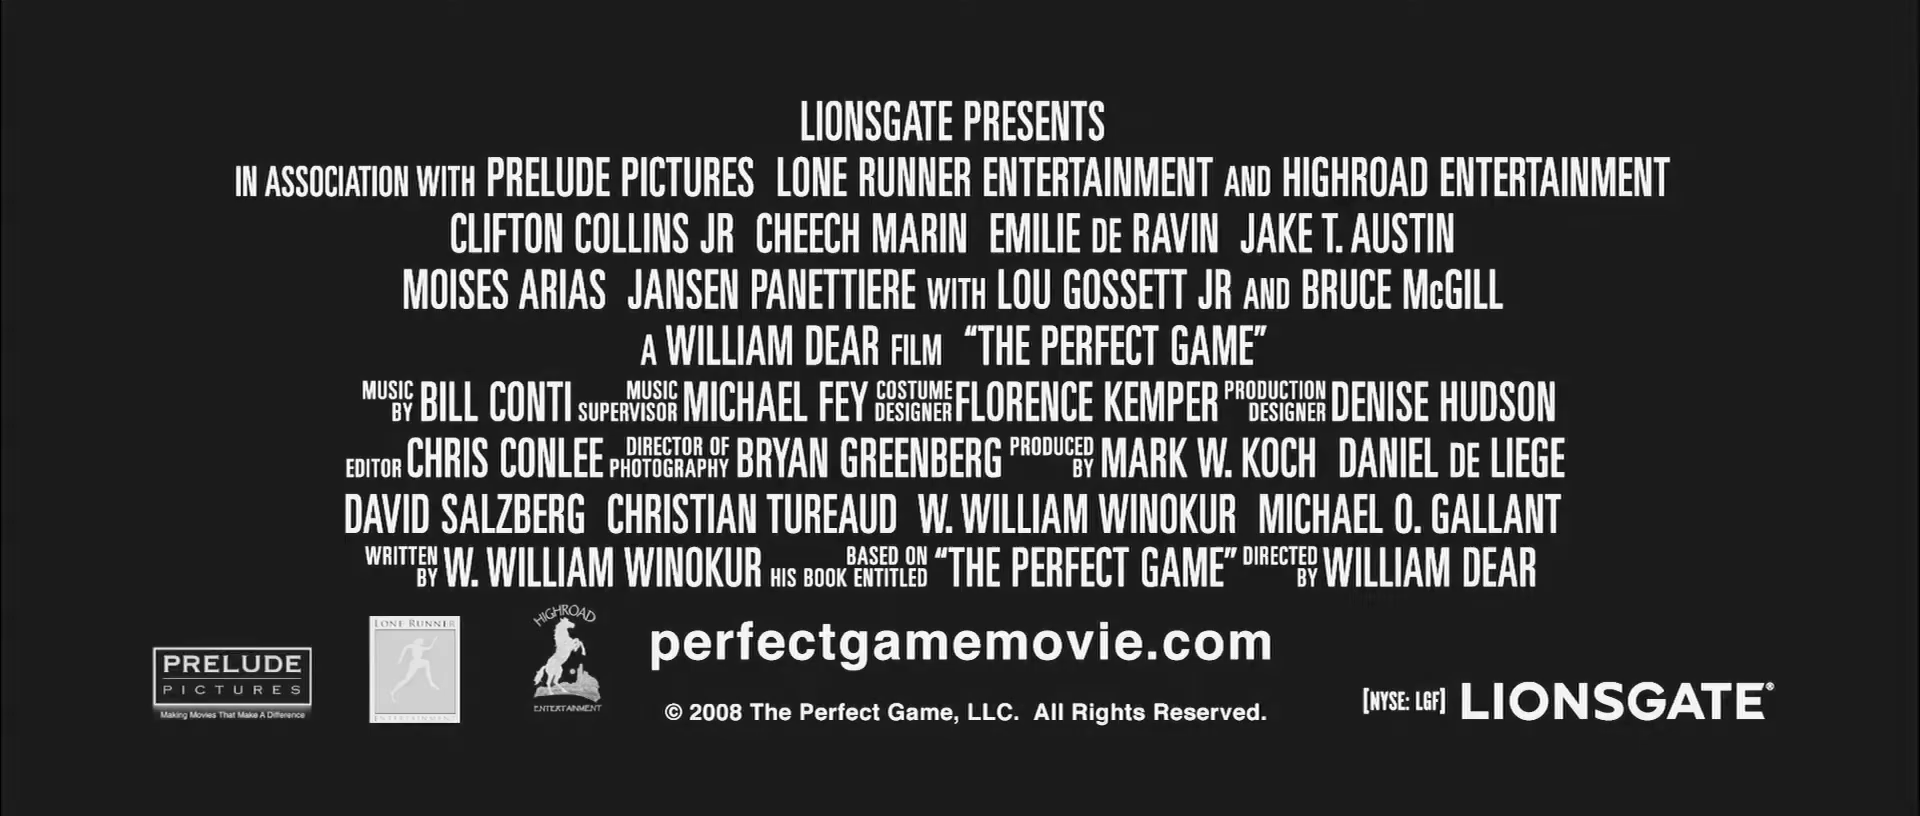 LIONSGATE PRESENTS
IN ASSOCIATION WITH PRELUDE PICTURES LONE RUNNER ENTERTAINMENT AND HIGHROAD ENTERTAINMENT
CLIFTON COLLINS JR CHEECH MARIN EMILIE DE RAVIN JAKE T. AUSTIN
MOISES ARIAS JANSEN PANETTIERE WITH LOU GOSSETT JR AND BRUCE McGILL
A WILLIAM DEAR FILM “THE PERFECT GAME”
MUSIC BY BILL CONTI MUSIC SUPERVISOR MICHAEL FEY COSTUME DESIGNER FLORENCE KEMPER PRODUCTION DESIGNER DENISE HUDSON
EDITOR CHRIS CONLEE DIRECTOR OF PHOTOGRAPHY BRYAN GREENBERG PRODUCED BY MARK W. KOCH DANIEL DE LIEGE
DAVID SALZBERG CHRISTIAN TUREAUD W. WILLIAM WINOKUR MICHAEL O. GALLANT
WRITTEN BY W. WILLIAM WINOKUR BASED ON HIS BOOK ENTITLED “THE PERFECT GAME” DIRECTED BY WILLIAM DEAR
PRELUDE
PICTURES
Making Movies That Make A Difference
LONE RUNNER
ENTERTAINMENT
HIGHROAD
ENTERTAINMENT
perfectgamemovie.com
© 2008 The Perfect Game, LLC. All Rights Reserved.
[NYSE: LGF] LIONSGATE®